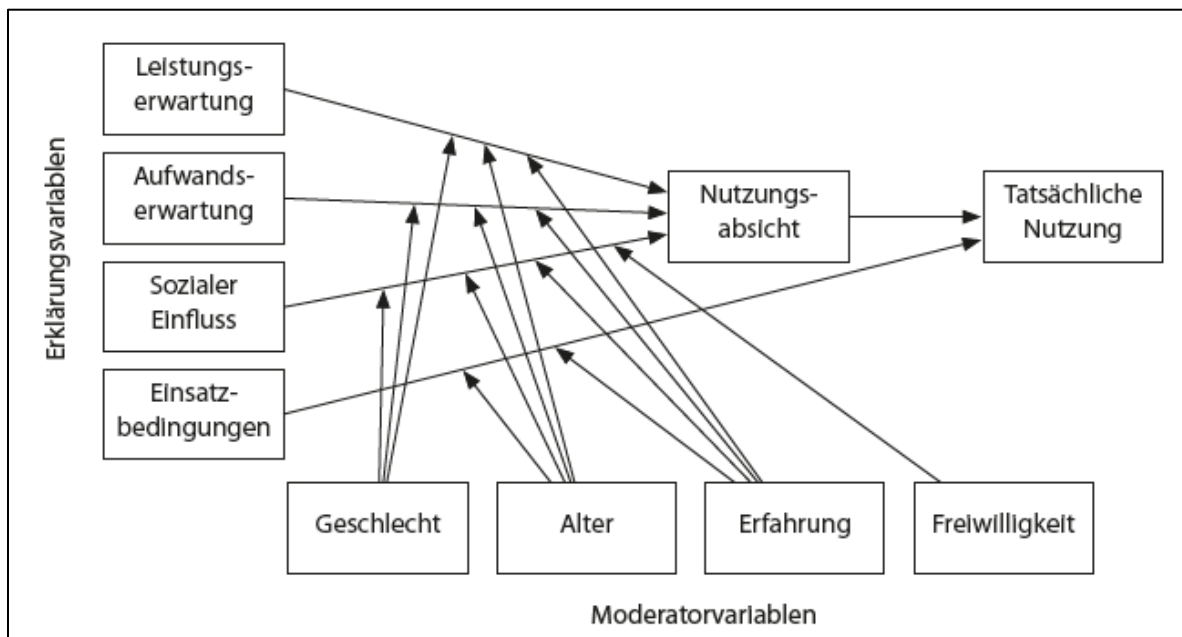 Leistungs-
erwartung
Aufwands-
erwartung
Sozialer
Einfluss
Einsatz-
bedingungen
Erklärungsvariablen
Nutzungs-
absicht
Tatsächliche
Nutzung
Geschlecht
Alter
Erfahrung
Freiwilligkeit
Moderatorvariablen